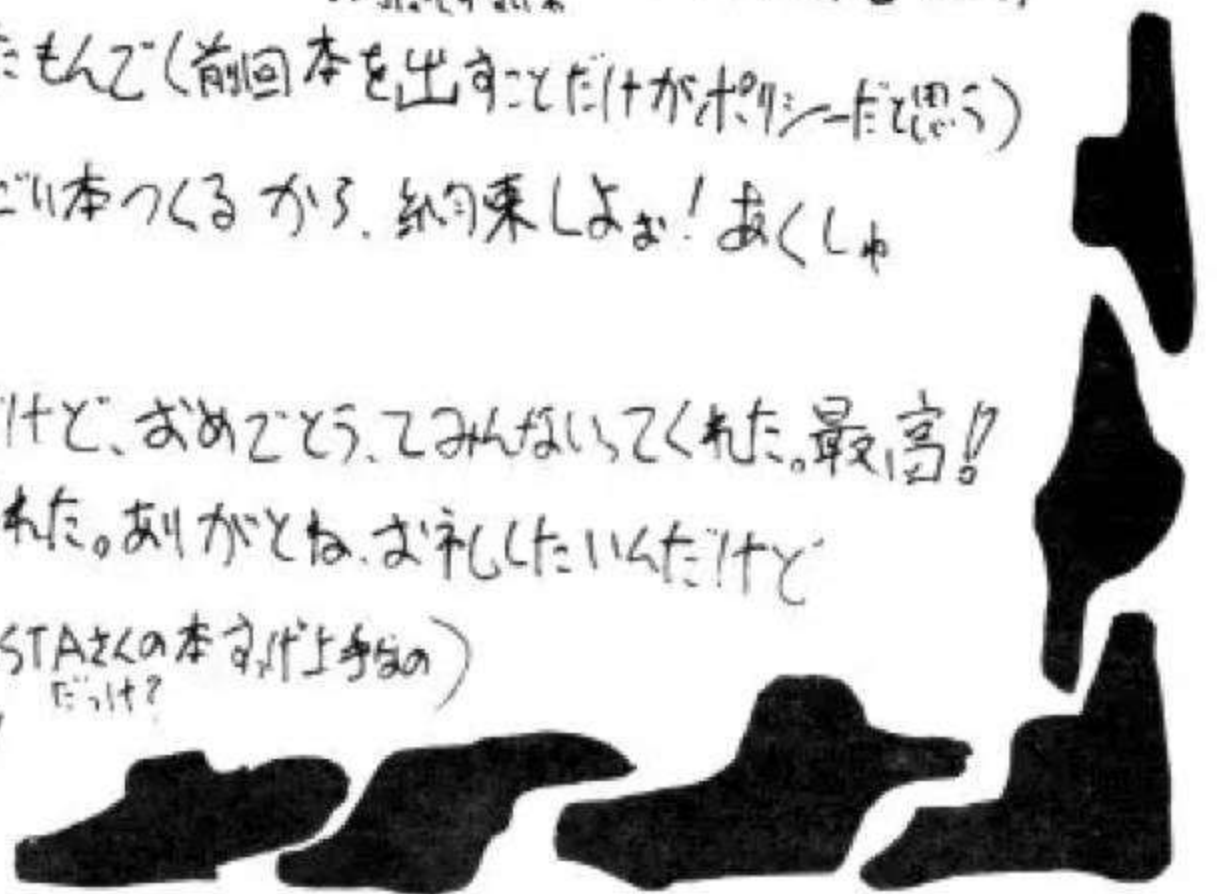 たもんで(前回本を出すことだけがポリシーだと思う)
ごい本つくるから、約束しよぉ!あくしゅ
けど、おめでとう、てみんないってくれた。最高!!
れた。ありがとね、お礼したいんだけど
STAさんの本すっげ上手なの)
だっけ?